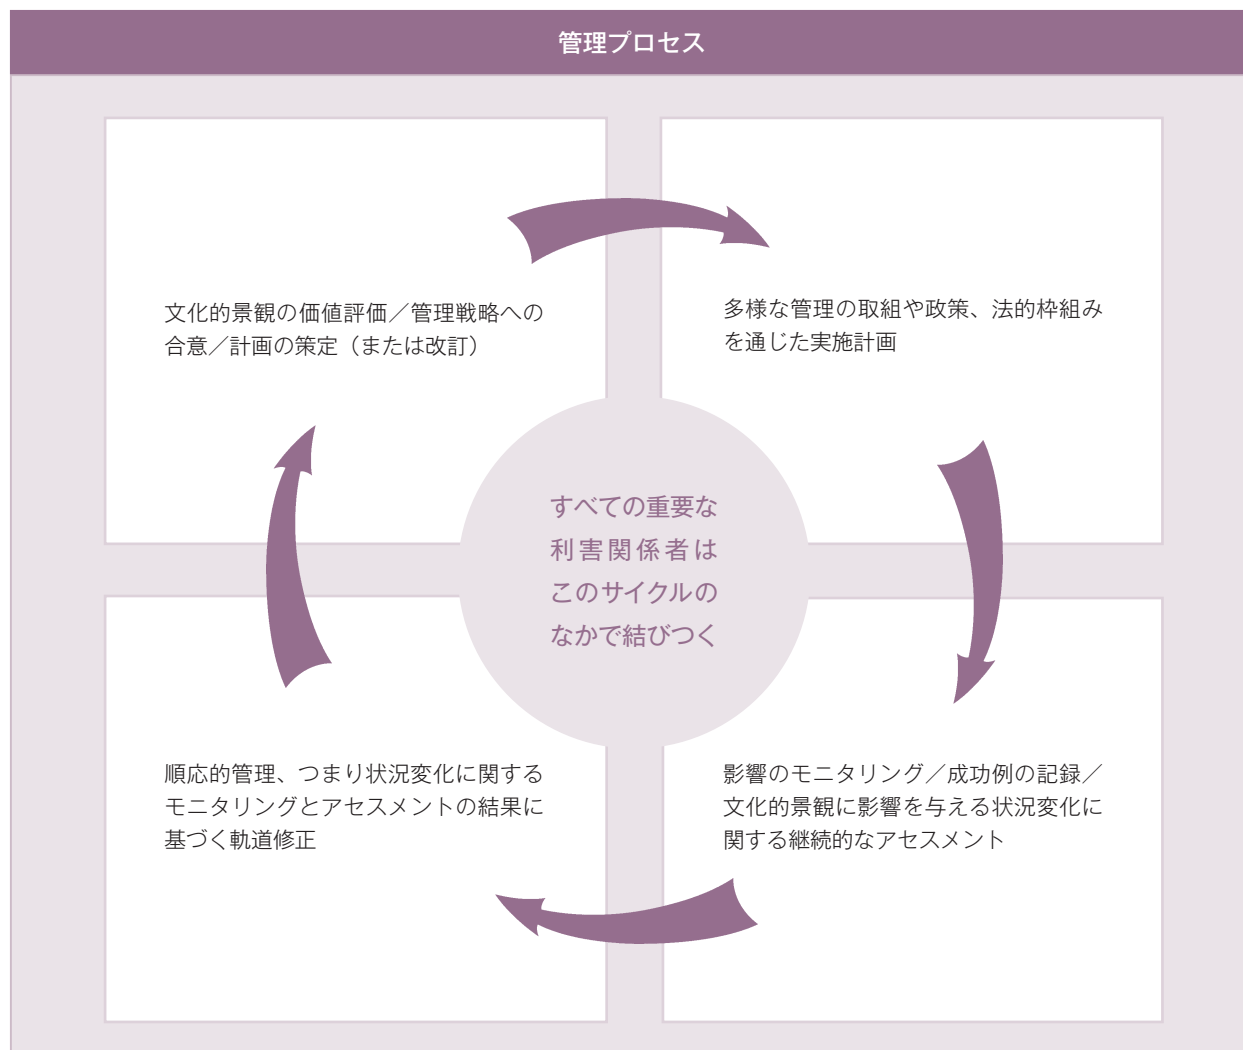 管理プロセス
文化的景観の価値評価／管理戦略への
合意／計画の策定（または改訂）
多様な管理の取組や政策、法的枠組み
を通じた実施計画
すべての重要な
利害関係者は
このサイクルの
なかで結びつく
順応的管理、つまり状況変化に関する
モニタリングとアセスメントの結果に
基づく軌道修正
影響のモニタリング／成功例の記録／
文化的景観に影響を与える状況変化に
関する継続的なアセスメント